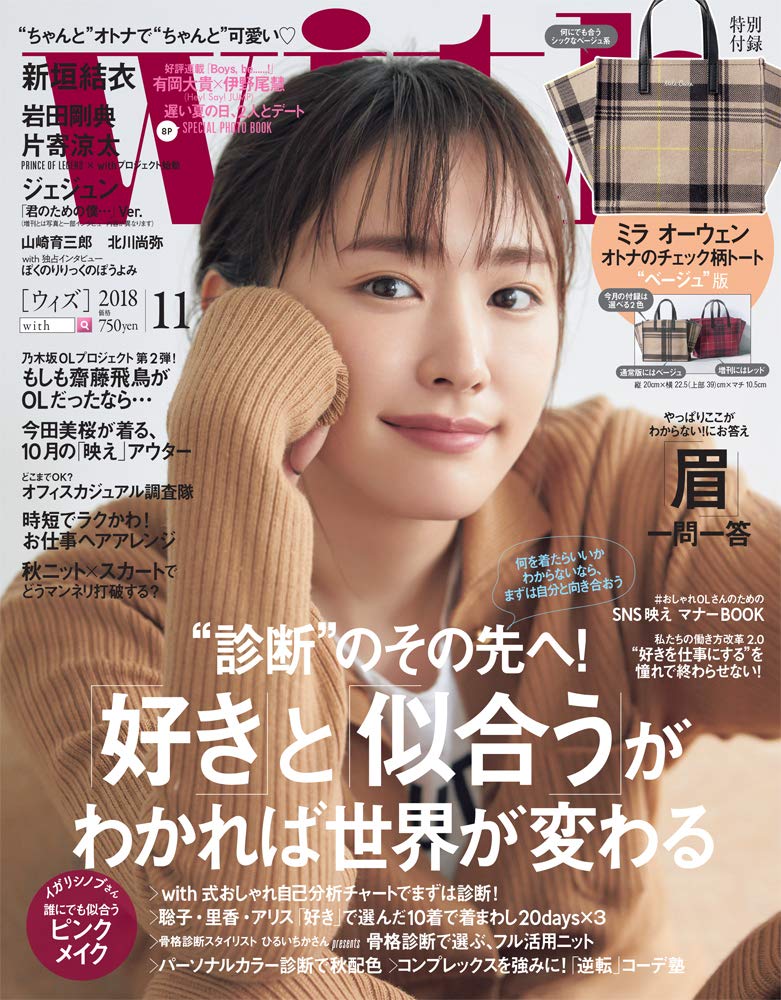 “ちゃんと”オトナで“ちゃんと”可愛い♡
with
新垣結衣
岩田剛典
片寄涼太
PRINCE OF LEGEND × withプロジェクト始動
ジェジュン
「君のための僕…」Ver.
山崎育三郎 北川尚弥
with 独占インタビュー
ぼくのりりっくのぼうよみ
好評連載「Boys, be……,!」
有岡大貴×伊野尾慧
(Hey! Say! JUMP)
遅い夏の日、2人とデート
8P
SPECIAL PHOTO BOOK
[ウィズ] 2018 11
with
価格
750yen
乃木坂OLプロジェクト 第2弾!
もしも齋藤飛鳥が
OLだったなら…
今田美桜が着る、
10月の「映え」アウター
どこまでOK?
オフィスカジュアル調査隊
時短でラクかわ!
お仕事ヘアアレンジ
秋ニット×スカートで
どうマンネリ打破する?
特別
付録
何にでも合う
シックなベージュ系
ミラ オーウェン
オトナのチェック柄トート
“ベージュ”版
今月の付録は
選べる2色
通常版にはベージュ
増刊にはレッド
縦 20cm×横 22.5(上部 39)cm×マチ 10.5cm
やっぱりここが
わからない!にお答え
「眉」
一問一答
何を着たらいいか
わからないなら、
まずは自分と向き合おう
#おしゃれOLさんのための
SNS映え マナーBOOK
私たちの働き方改革 2.0
“好きを仕事にする”を
憧れで終わらせない!
“診断”のその先へ!
「好き」と「似合う」が
わかれば世界が変わる
イガリシノブさん
誰にでも似合う
ピンク
メイク
>with 式おしゃれ自己分析チャートでまずは診断!
>聡子・里香・アリス「好き」で選んだ10着で着まわし20days×3
>骨格診断スタイリスト ひるいちかさん presents 骨格診断で選ぶ、フル活用ニット
>パーソナルカラー診断で秋配色 >コンプレックスを強みに!「逆転」コーデ塾